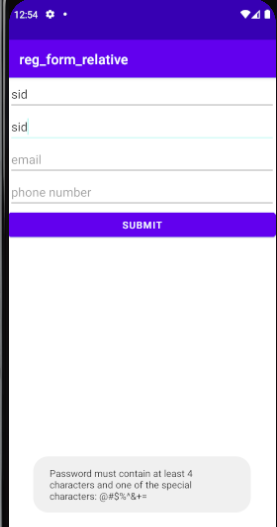 12:54
reg_form_relative
sid
sid
email
phone number
SUBMIT
Password must contain at least 4
characters and one of the special
characters: @#$%^&+=